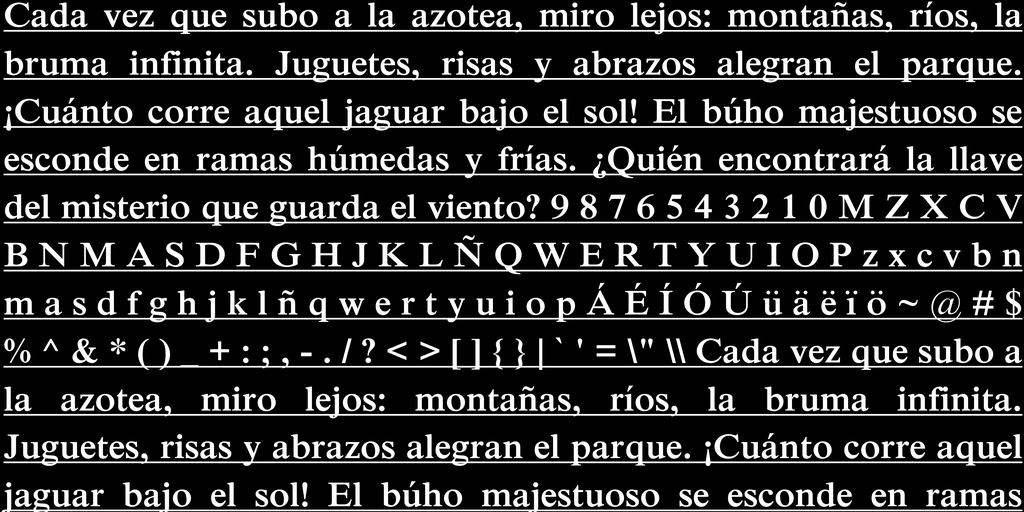 Cada vez que subo a la azotea, miro lejos: montañas, ríos, la
bruma infinita. Juguetes, risas y abrazos alegran el parque.
¡Cuánto corre aquel jaguar bajo el sol! El búho majestuoso se
esconde en ramas húmedas y frías. ¿Quién encontrará la llave
del misterio que guarda el viento? 9 8 7 6 5 4 3 2 1 0 M Z X C V
B N M A S D F G H J K L Ñ Q W E R T Y U I O P z x c v b n
m a s d f g h j k l ñ q w e r t y u i o p Á É Í Ó Ú ü ä ë ï ö ~ @ # $
% ^ & * ( ) _ + : ; , - . / ? < > [ ] { } | ` ' = \" \\ Cada vez que subo a
la azotea, miro lejos: montañas, ríos, la bruma infinita.
Juguetes, risas y abrazos alegran el parque. ¡Cuánto corre aquel
jaguar bajo el sol! El búho majestuoso se esconde en ramas